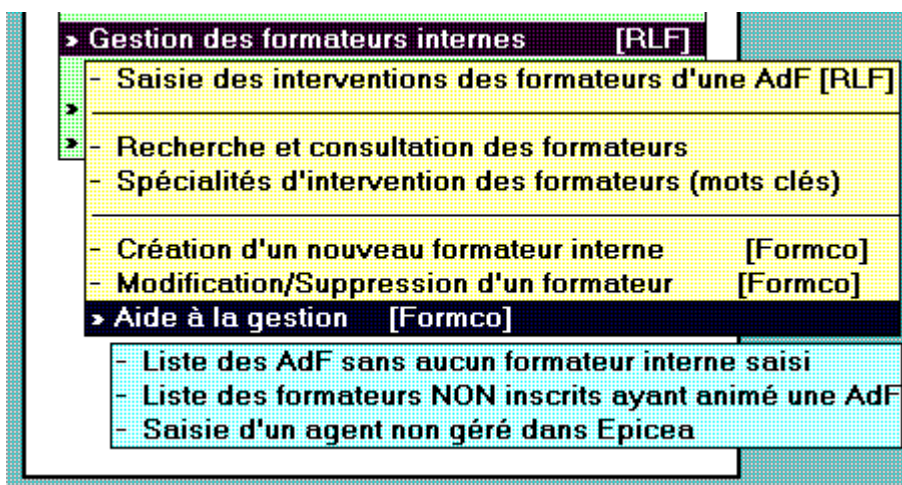 › Gestion des formateurs internes [RLF]
- Saisie des interventions des formateurs d'une AdF [RLF]
›
› - Recherche et consultation des formateurs
- Spécialités d'intervention des formateurs (mots clés)
- Création d'un nouveau formateur interne [Formco]
- Modification/Suppression d'un formateur [Formco]
› Aide à la gestion [Formco]
- Liste des AdF sans aucun formateur interne saisi
- Liste des formateurs NON inscrits ayant animé une AdF
- Saisie d'un agent non géré dans Epicea